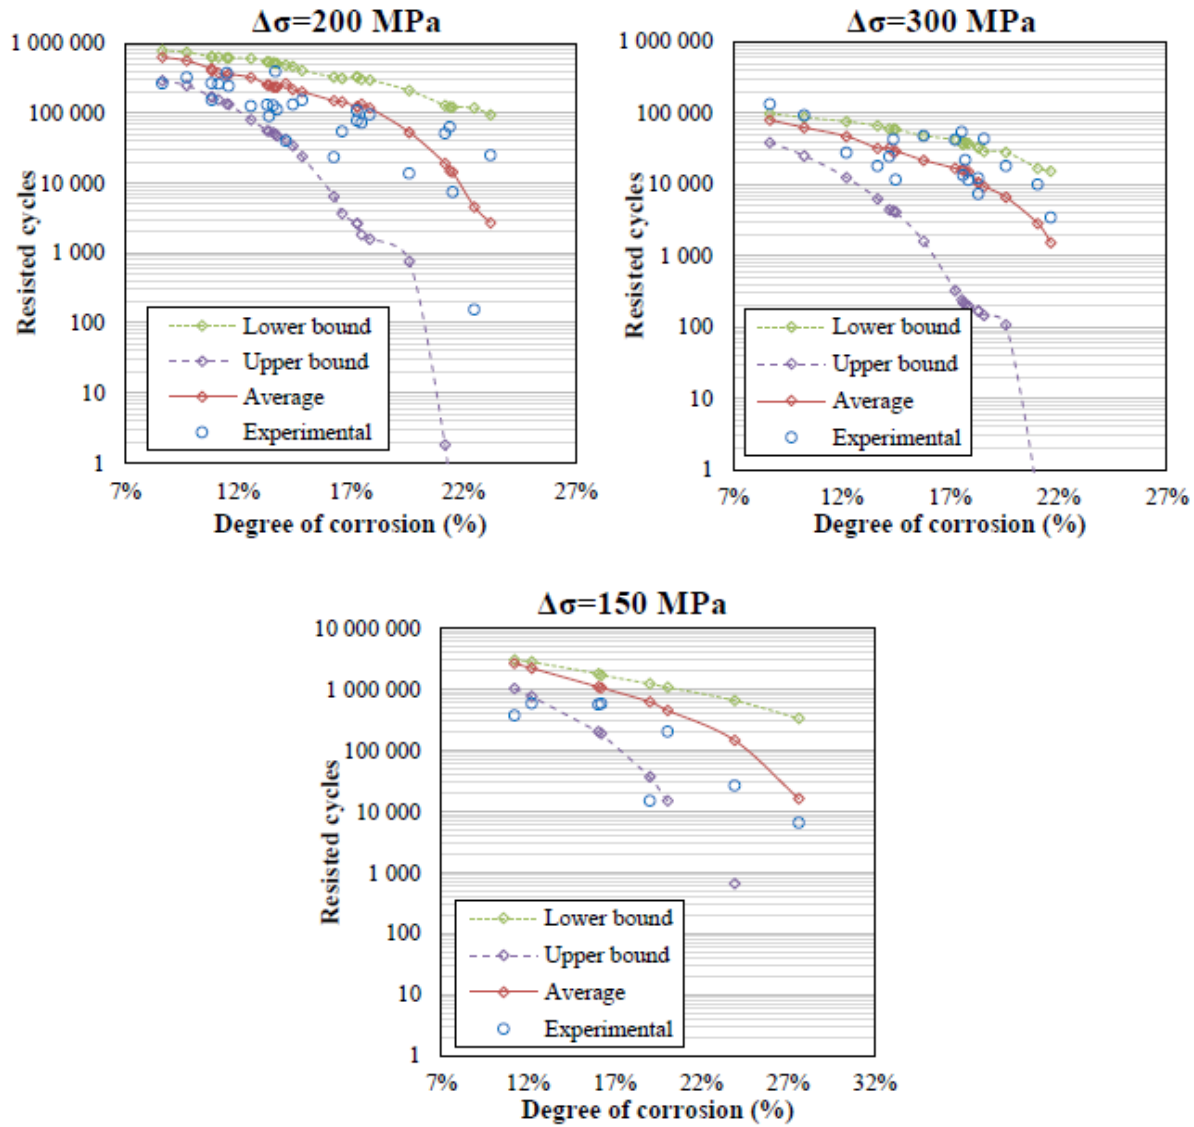 Δσ=200 MPa
1 000 000
100 000
10 000
1 000
100
10
1
Resisted cycles
Lower bound
Upper bound
Average
Experimental
7% 12% 17% 22% 27%
Degree of corrosion (%)
Δσ=300 MPa
1 000 000
100 000
10 000
1 000
100
10
1
Resisted cycles
Lower bound
Upper bound
Average
Experimental
7% 12% 17% 22% 27%
Degree of corrosion (%)
Δσ=150 MPa
10 000 000
1 000 000
100 000
10 000
1 000
100
10
1
Resisted cycles
Lower bound
Upper bound
Average
Experimental
7% 12% 17% 22% 27% 32%
Degree of corrosion (%)